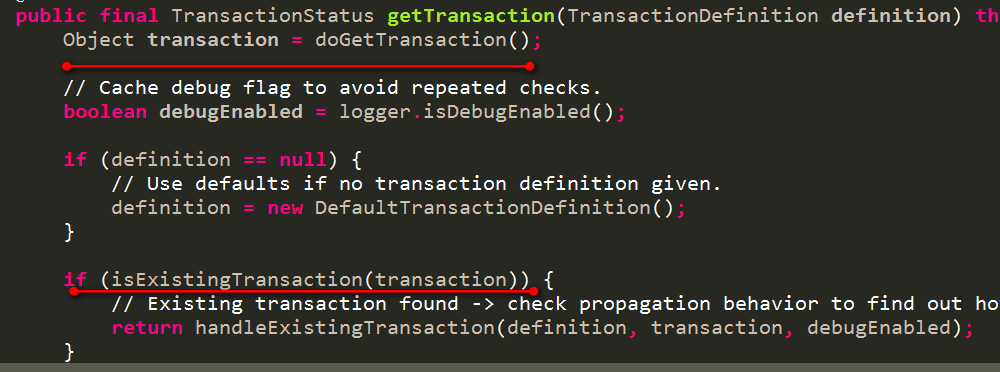 public final TransactionStatus getTransaction(TransactionDefinition definition) th
Object transaction = doGetTransaction();
// Cache debug flag to avoid repeated checks.
boolean debugEnabled = logger.isDebugEnabled();
if (definition == null) {
// Use defaults if no transaction definition given.
definition = new DefaultTransactionDefinition();
}
if (isExistingTransaction(transaction)) {
// Existing transaction found -> check propagation behavior to find out ho
return handleExistingTransaction(definition, transaction, debugEnabled);
}